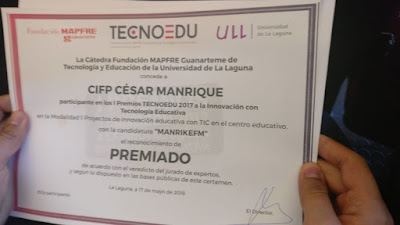 Fundación MAPFRE
GUANARTEME
TECNOEDU
ULL
Universidad
de La Laguna
La Cátedra Fundación MAPFRE Guanarteme de
Tecnología y Educación de la Universidad de La Laguna
concede a
CIFP CÉSAR MANRIQUE
participante en los I Premios TECNOEDU 2017 a la Innovación con
Tecnología Educativa
en la Modalidad I Proyectos de innovación educativa con TIC en el centro educativo.
con la candidatura "MANRIKEFM"
el reconocimiento de
PREMIADO
de acuerdo con el veredicto del jurado de expertos,
y según lo dispuesto en las bases públicas de este certamen.
La Laguna, a 17 de mayo de 2018
El Director,